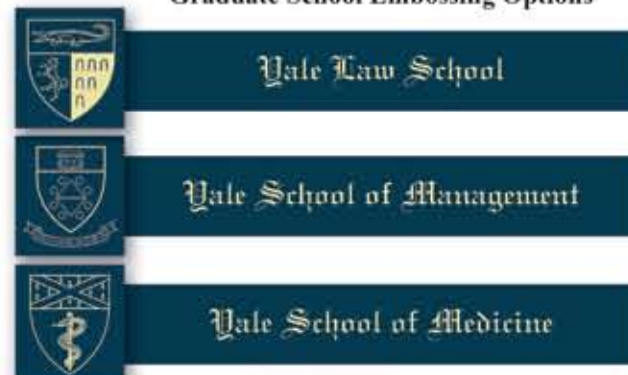 Graduate School Embossing Options
Yale Law School
Yale School of Management
Yale School of Medicine